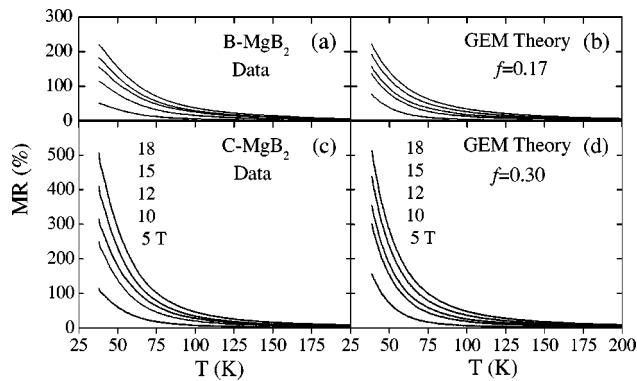 300
200
100
0
B-MgB2 (a)
Data
GEM Theory (b)
f=0.17
MR (%)
500
400
300
200
100
0
C-MgB2 (c)
Data
18
15
12
10
5 T
GEM Theory (d)
f=0.30
18
15
12
10
5 T
25 50 75 100 125 150 175 25 50 75 100 125 150 175 200
T (K) T (K)